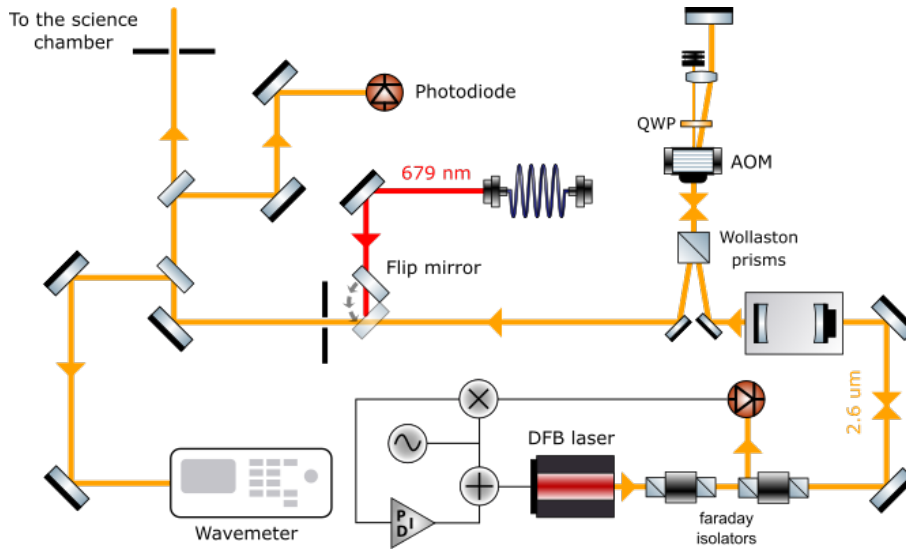 To the science
chamber
Photodiode
QWP
AOM
679 nm
Wollaston
prisms
Flip mirror
2.6 um
DFB laser
P
I
D
faraday
isolators
Wavemeter